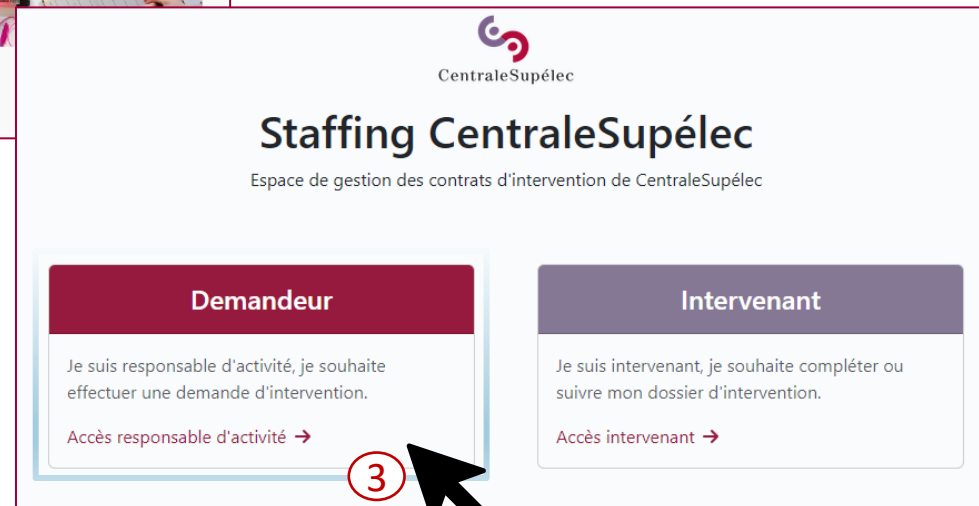 CentraleSupélec
Staffing CentraleSupélec
Espace de gestion des contrats d'intervention de CentraleSupélec
Demandeur
Je suis responsable d'activité, je souhaite
effectuer une demande d'intervention.
Accès responsable d'activité →
3
Intervenant
Je suis intervenant, je souhaite compléter ou
suivre mon dossier d'intervention.
Accès intervenant →